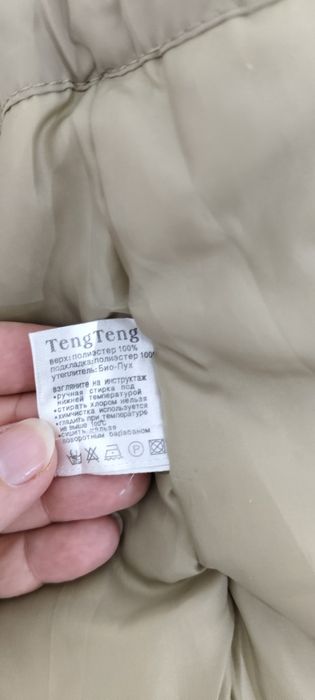 TengTeng
верх: полиэстер 100%
подкладка: полиэстер 100%
утеплитель: Био-Пух
взгляните на инструктаж
•ручная стирка под
нижней температурой
•стирать хлором нельзя
•химчистка используется
•гладить при температуре
не выше 100°C
•сушить нельзя
поворотным барабаном
P